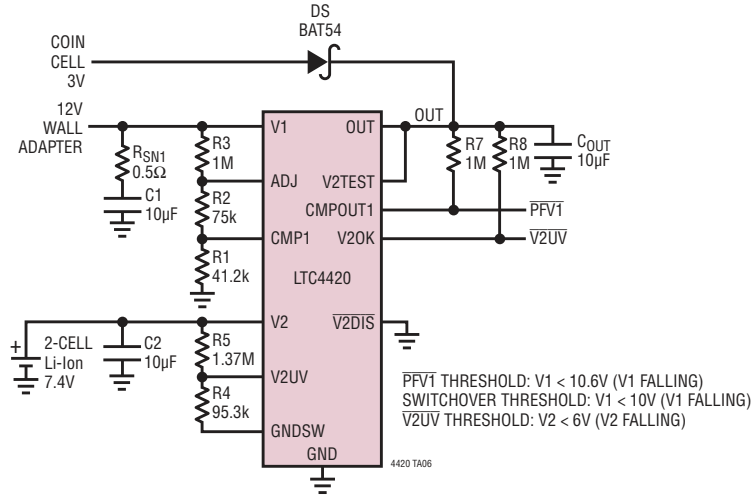 DS
BAT54
COIN
CELL
3V
12V
WALL
ADAPTER
RSN1
0.5Ω
C1
10µF
R3
1M
R2
75k
R1
41.2k
V1
ADJ
CMP1
LTC4420
V2
V2UV
GNDSW
GND
OUT
V2TEST
CMPOUT1
V2OK
V2DIS
OUT
R7
1M
R8
1M
COUT
10µF
PFV1
V2UV
+
2-CELL
Li-Ion
7.4V
C2
10µF
R5
1.37M
R4
95.3k
PFV1 THRESHOLD: V1 < 10.6V (V1 FALLING)
SWITCHOVER THRESHOLD: V1 < 10V (V1 FALLING)
V2UV THRESHOLD: V2 < 6V (V2 FALLING)
4420 TA06